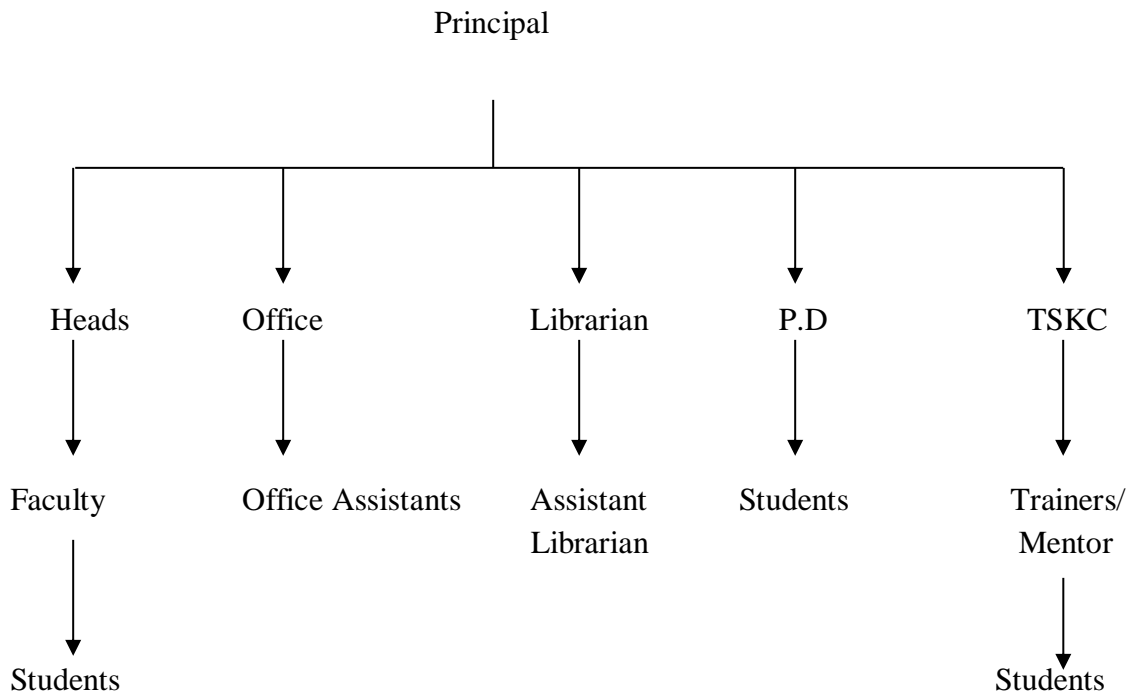 Principal
Heads Office Librarian P.D TSKC
Faculty Office Assistants Assistant Students Trainers/
Librarian Mentor
Students Students